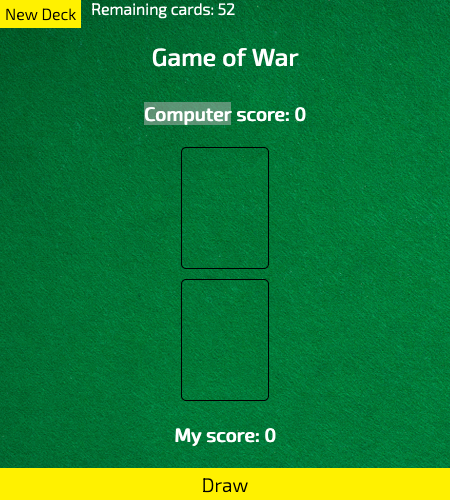 New Deck
Remaining cards: 52
Game of War
Computer score: 0
My score: 0
Draw